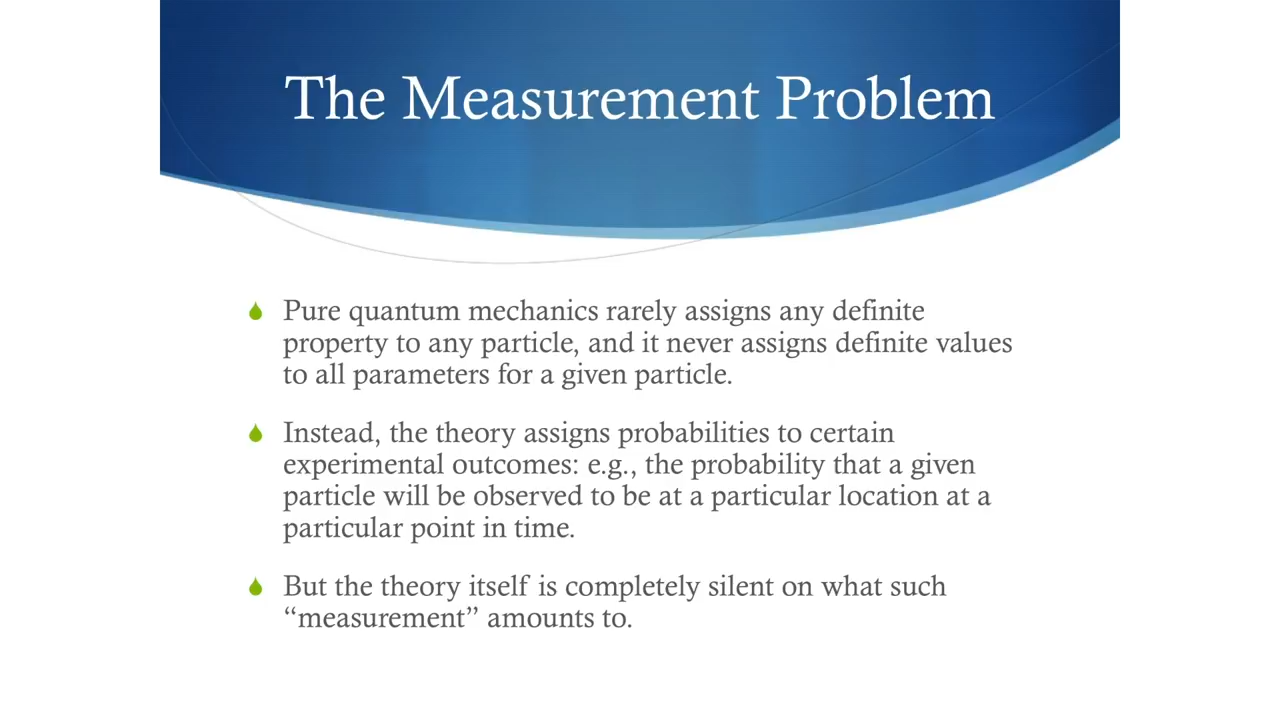 The Measurement Problem
Pure quantum mechanics rarely assigns any definite
property to any particle, and it never assigns definite values
to all parameters for a given particle.
Instead, the theory assigns probabilities to certain
experimental outcomes: e.g., the probability that a given
particle will be observed to be at a particular location at a
particular point in time.
But the theory itself is completely silent on what such
“measurement” amounts to.